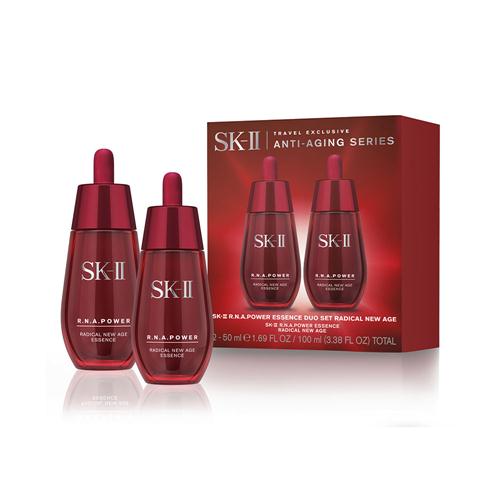 SK-II
TRAVEL EXCLUSIVE
ANTI-AGING SERIES
SK-II
R.N.A.POWER
RADICAL NEW AGE
ESSENCE
SK-II
R.N.A.POWER
RADICAL NEW AGE
ESSENCE
SK-II R.N.A.POWER ESSENCE DUO SET RADICAL NEW AGE
SK-II R.N.A.POWER ESSENCE
RADICAL NEW AGE
2 - 50 ml ℮ 1.69 FL OZ / 100 ml (3.38 FL OZ) TOTAL
SK-II
R.N.A.POWER
RADICAL NEW AGE
ESSENCE
SK-II
R.N.A.POWER
RADICAL NEW AGE
ESSENCE